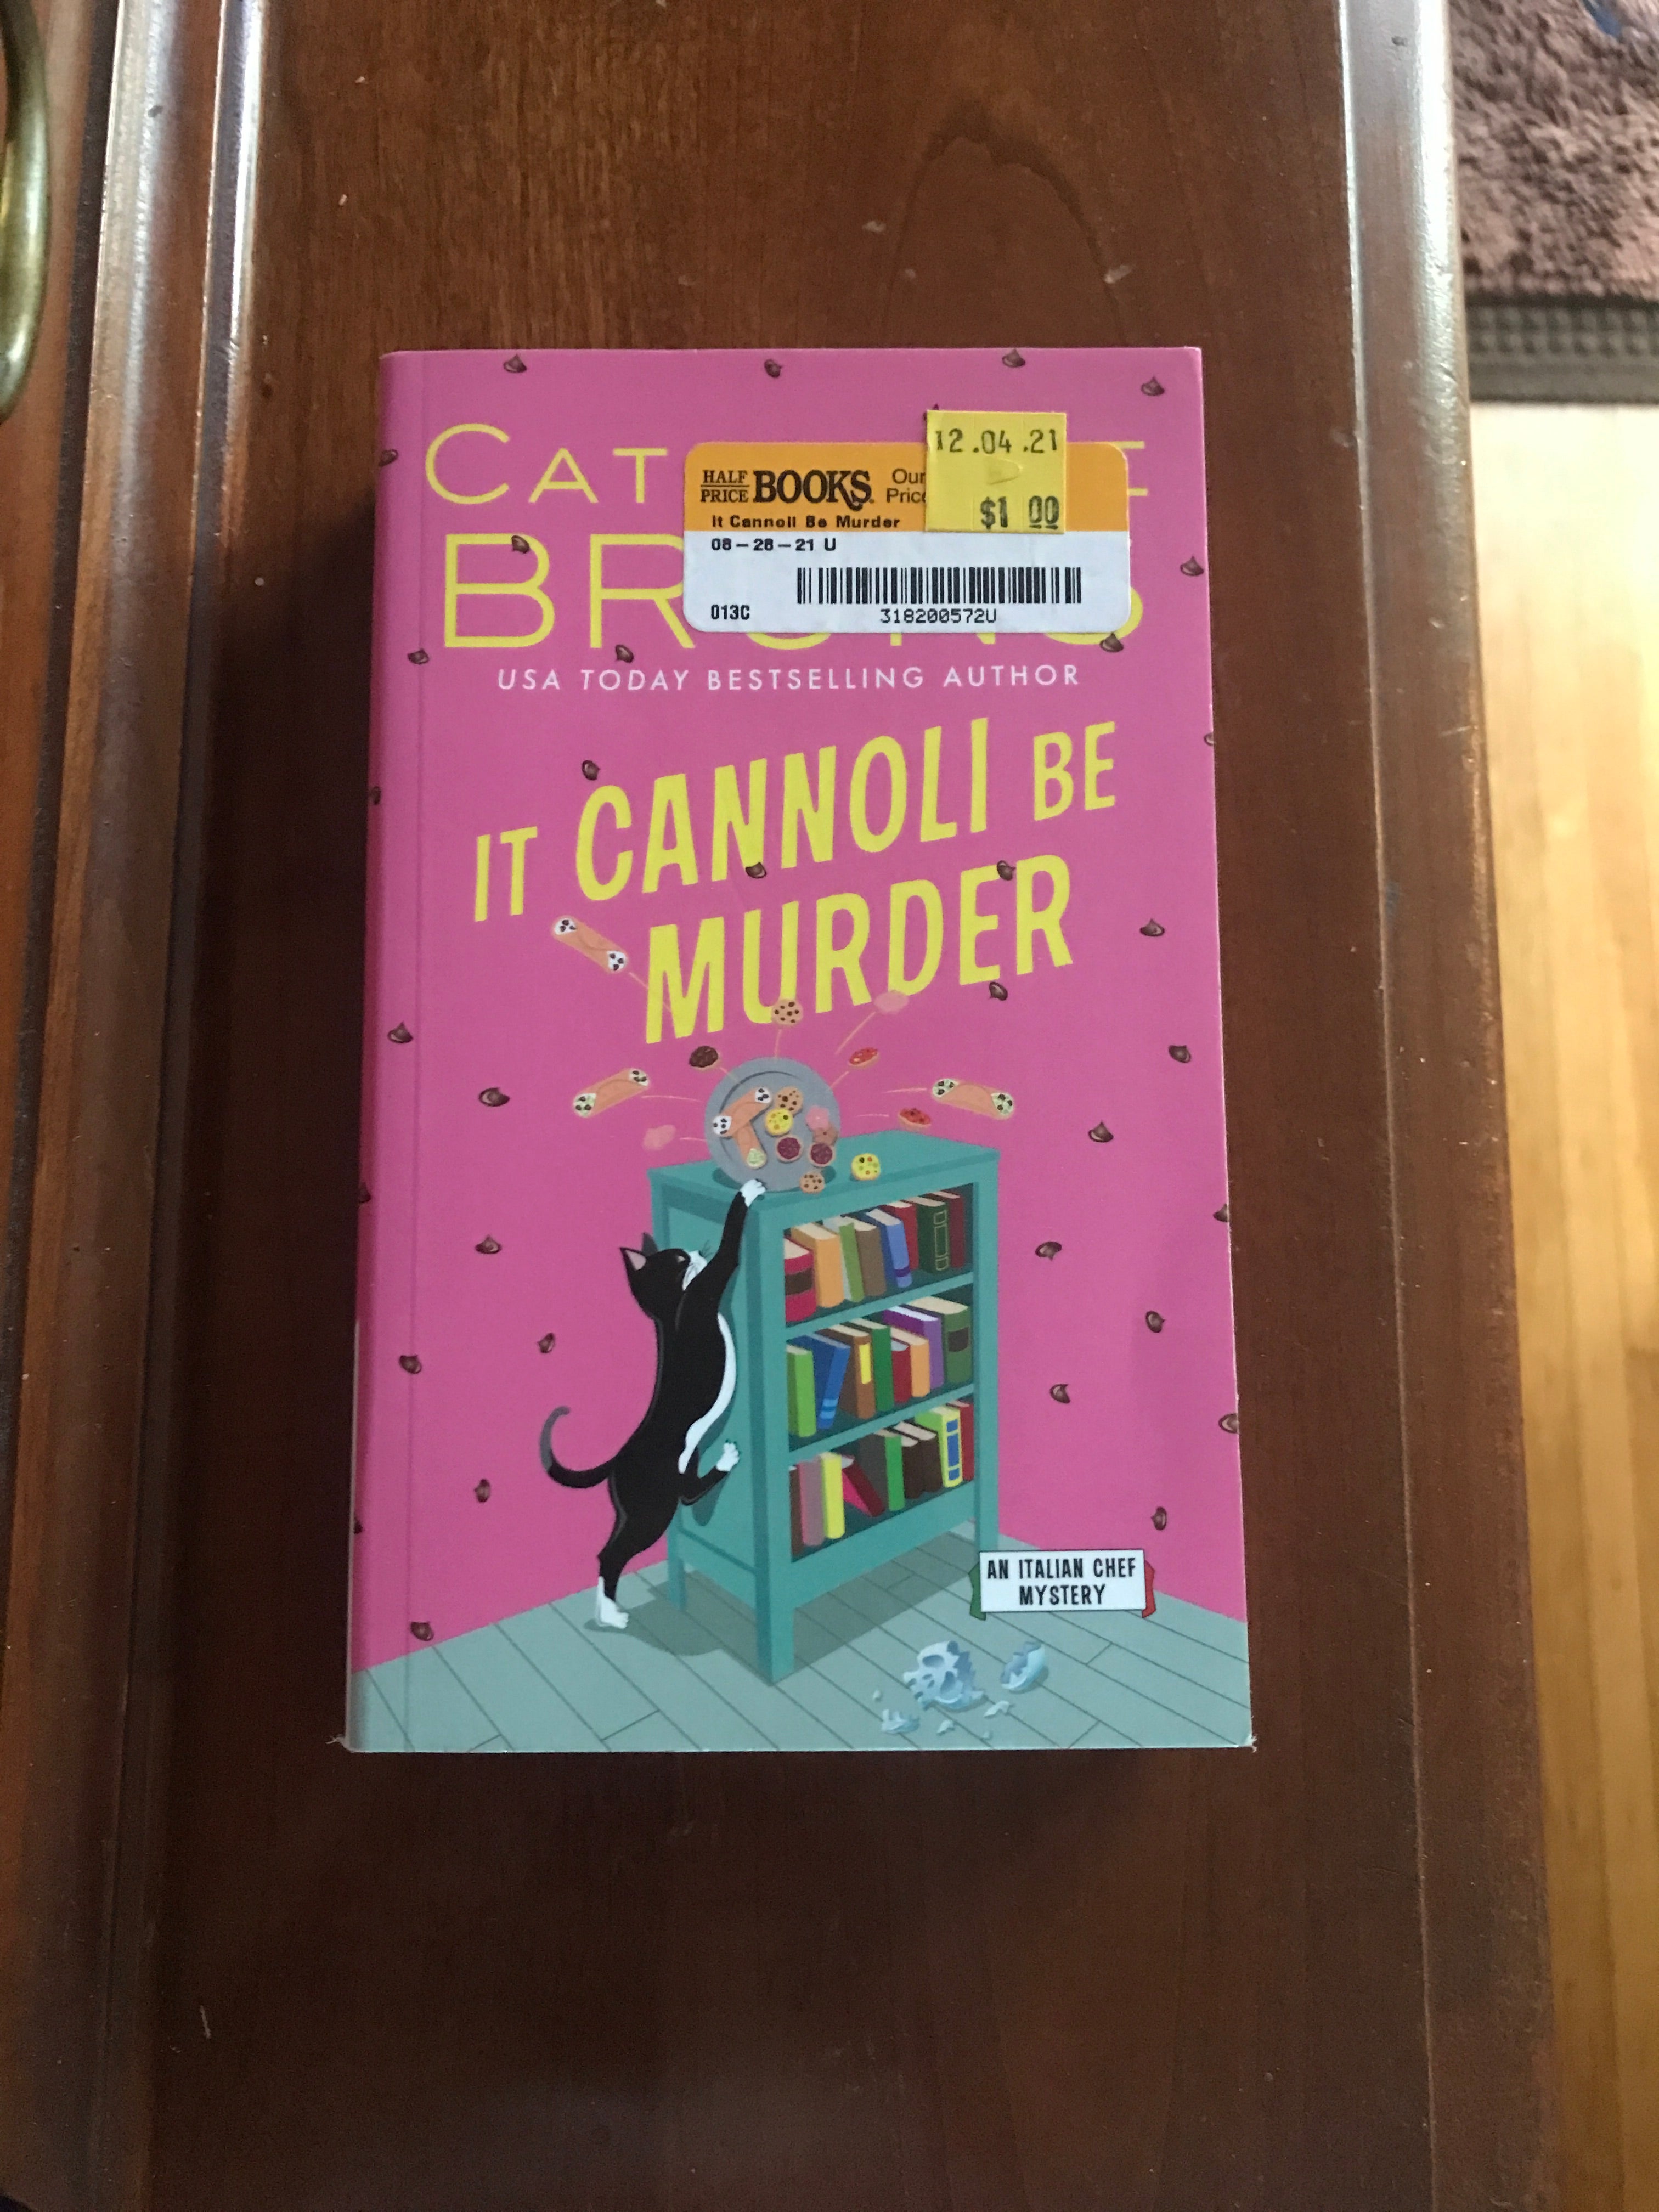 CAT
12.04.21
$1 00
HALF PRICE BOOKS Our Price
It Cannoli Be Murder
08-28-21 U
013C
318200572U
USA TODAY BESTSELLING AUTHOR
IT CANNOLI BE
MURDER
AN ITALIAN CHEF
MYSTERY